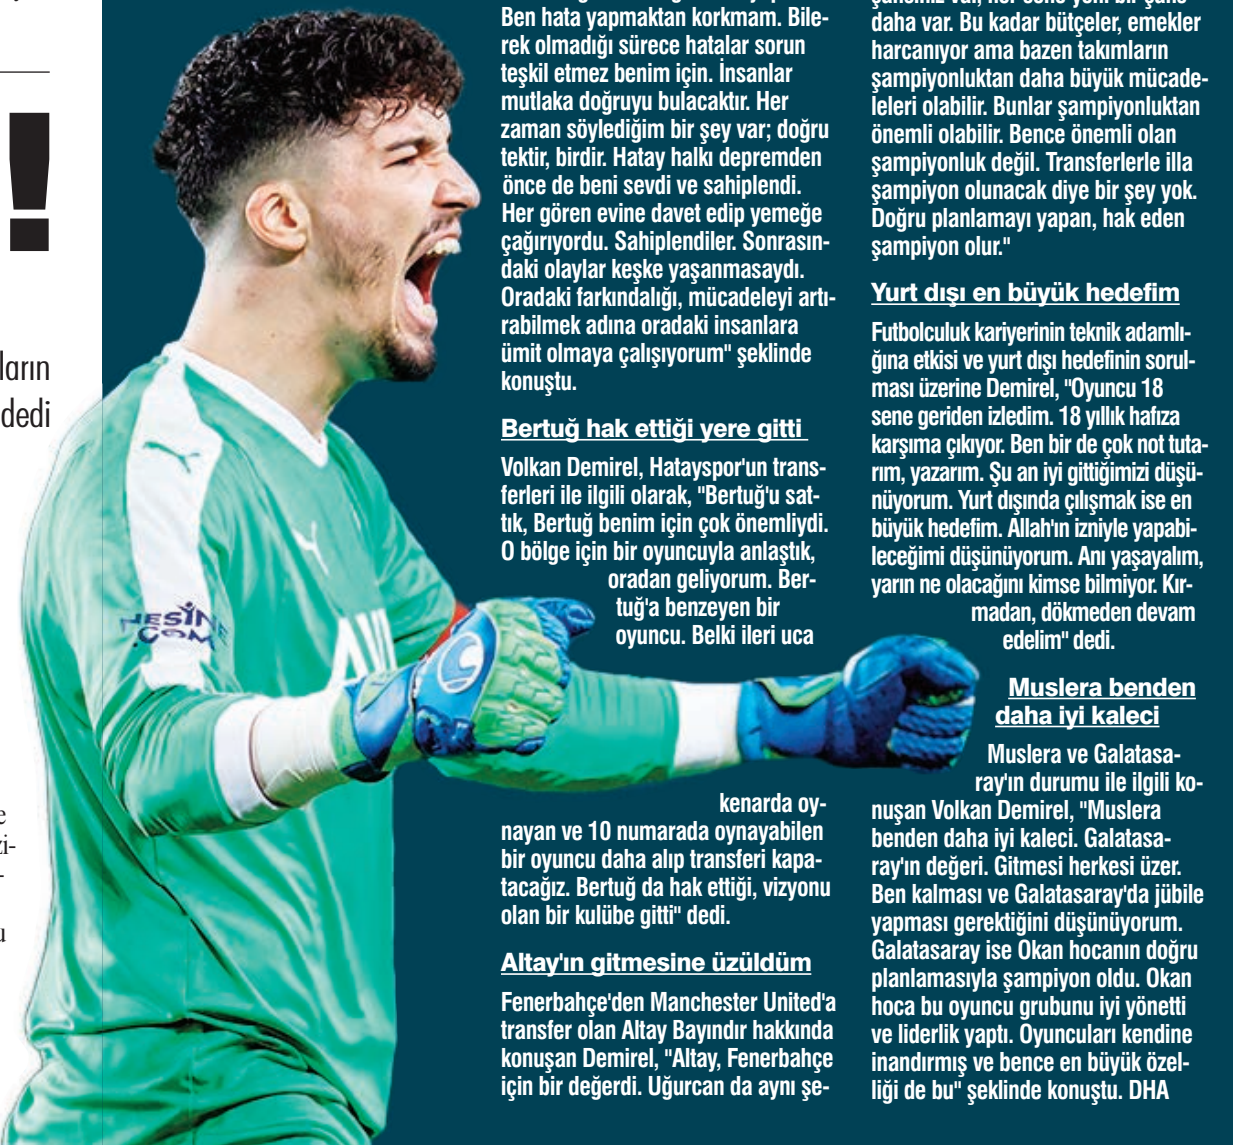 !
ların
dedi
e
zi-
-
u
Ben hata yapmaktan korkmam. Bile-
rek olmadığı sürece hatalar sorun
teşkil etmez benim için. İnsanlar
mutlaka doğruyu bulacaktır. Her
zaman söylediğim bir şey var; doğru
tektir, birdir. Hatay halkı depremden
önce de beni sevdi ve sahiplendi.
Her gören evine davet edip yemeğe
çağırıyordu. Sahiplendiler. Sonrasın-
daki olaylar keşke yaşanmasaydı.
Oradaki farkındalığı, mücadeleyi artı-
rabilmek adına oradaki insanlara
ümit olmaya çalışıyorum" şeklinde
konuştu.
Bertuğ hak ettiği yere gitti
Volkan Demirel, Hatayspor'un trans-
ferleri ile ilgili olarak, "Bertuğ'u sat-
tık, Bertuğ benim için çok önemliydi.
O bölge için bir oyuncuyla anlaştık,
oradan geliyorum. Ber-
tuğ'a benzeyen bir
oyuncu. Belki ileri uca
kenarda oy-
nayan ve 10 numarada oynayabilen
bir oyuncu daha alıp transferi kapa-
tacağız. Bertuğ da hak ettiği, vizyonu
olan bir kulübe gitti" dedi.
Altay'ın gitmesine üzüldüm
Fenerbahçe'den Manchester United'a
transfer olan Altay Bayındır hakkında
konuşan Demirel, "Altay, Fenerbahçe
için bir değerdi. Uğurcan da aynı şe-
daha var. Bu kadar bütçeler, emekler
harcanıyor ama bazen takımların
şampiyonluktan daha büyük mücade-
leleri olabilir. Bunlar şampiyonluktan
önemli olabilir. Bence önemli olan
şampiyonluk değil. Transferlerle illa
şampiyon olunacak diye bir şey yok.
Doğru planlamayı yapan, hak eden
şampiyon olur."
Yurt dışı en büyük hedefim
Futbolculuk kariyerinin teknik adamlı-
ğına etkisi ve yurt dışı hedefinin sorul-
ması üzerine Demirel, "Oyuncu 18
sene geriden izledim. 18 yıllık hafıza
karşıma çıkıyor. Ben bir de çok not tuta-
rım, yazarım. Şu an iyi gittiğimizi düşü-
nüyorum. Yurt dışında çılışmak ise en
büyük hedefim. Allah'ın izniyle yapabi-
leceğimi düşünüyorum. Anı yaşayalım,
yarın ne olacağını kimse bilmiyor. Kır-
madan, dökmeden devam
edelim" dedi.
Muslera benden
daha iyi kaleci
Muslera ve Galatasa-
ray'ın durumu ile ilgili ko-
nuşan Volkan Demirel, "Muslera
benden daha iyi kaleci. Galatasa-
ray'ın değeri. Gitmesi herkesi üzer.
Ben kalması ve Galatasaray'da jübile
yapması gerektiğini düşünüyorum.
Galatasaray ise Okan hocanın doğru
planlamasıyla şampiyon oldu. Okan
hoca bu oyuncu grubunu iyi yönetti
ve liderlik yaptı. Oyuncuları kendine
inandırmış ve bence en büyük özel-
liği de bu" şeklinde konuştu. DHA
NESİNE
.COM